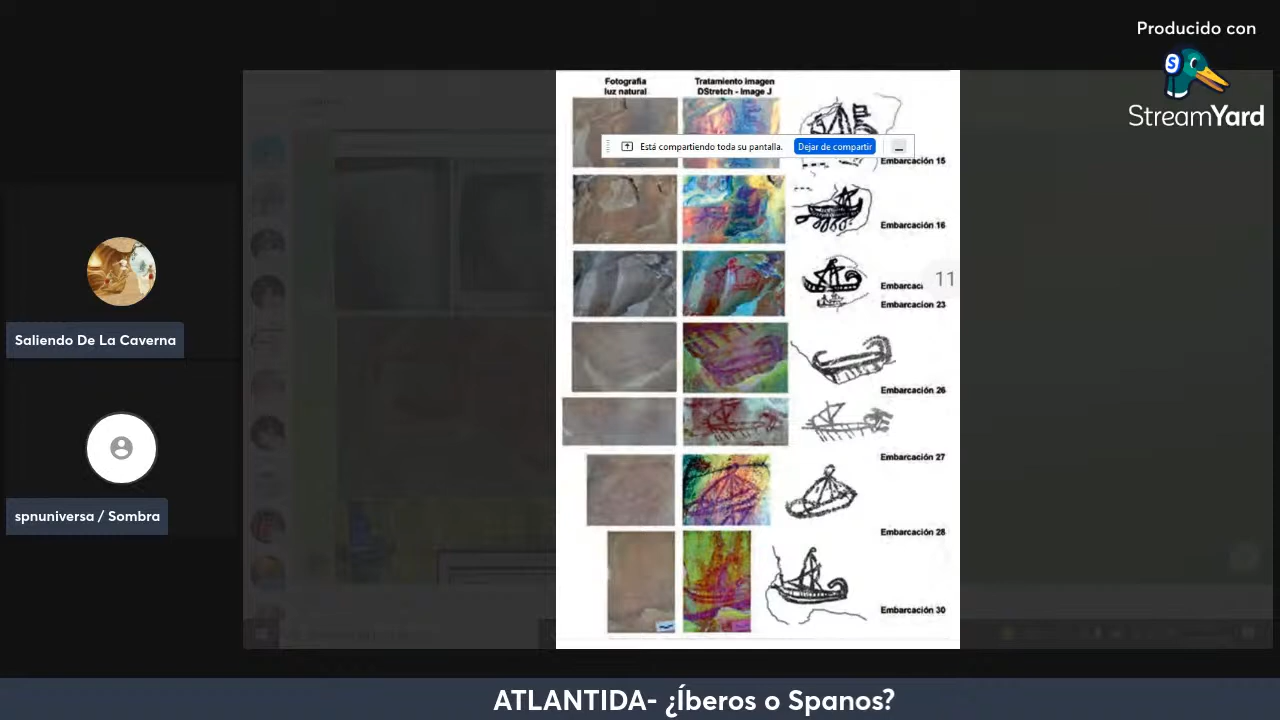 Producido con
StreamYard
Fotografía
luz natural
Tratamiento imagen
DStretch - Image J
Está compartiendo toda su pantalla.
Dejar de compartir
Embarcación 15
Embarcación 16
Embarcac
11
Embarcacion 23
Embarcación 26
Embarcación 27
Embarcación 28
Embarcación 30
Saliendo De La Caverna
spnuniversa / Sombra
ATLANTIDA- ¿Íberos o Spanos?